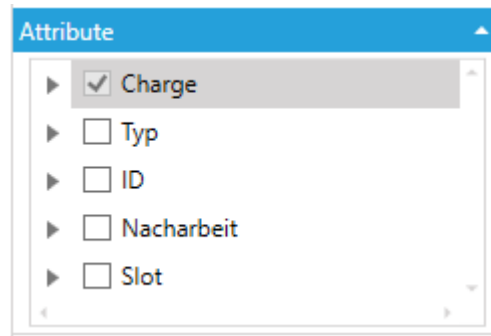 Attribute
Charge
Typ
ID
Nacharbeit
Slot